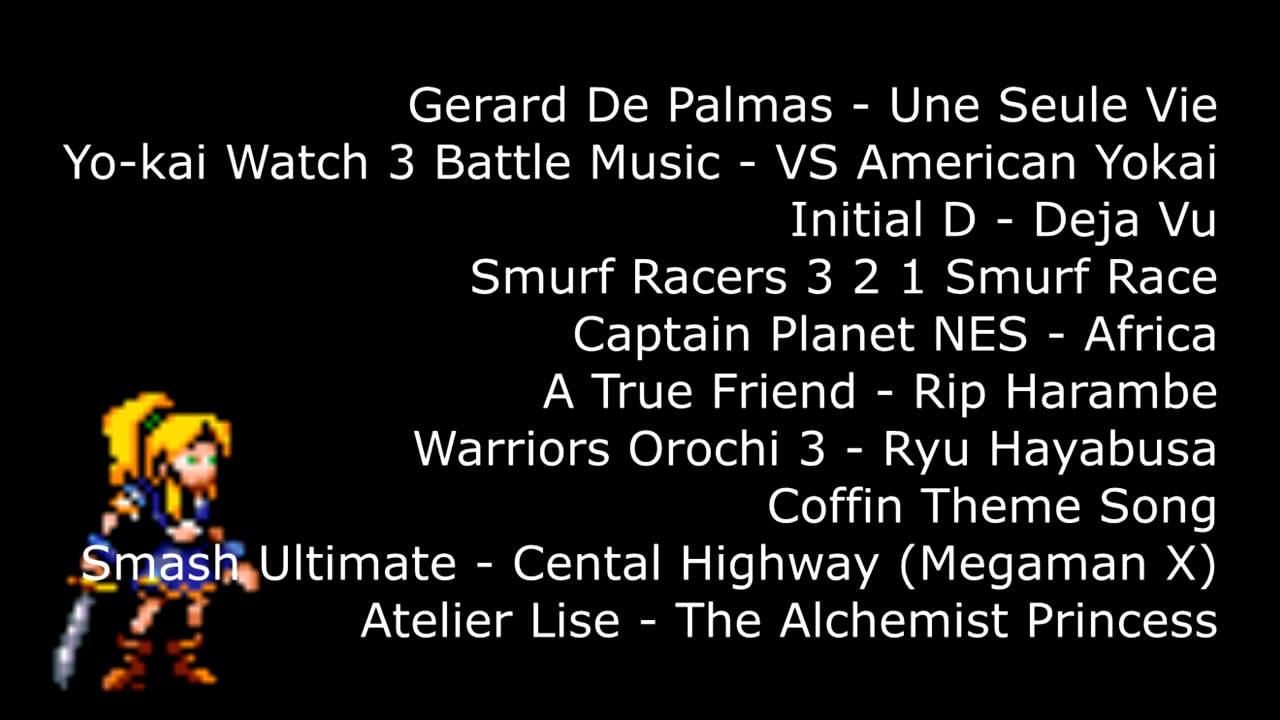 Gerard De Palmas - Une Seule Vie
Yo-kai Watch 3 Battle Music - VS American Yokai
Initial D - Deja Vu
Smurf Racers 3 2 1 Smurf Race
Captain Planet NES - Africa
A True Friend - Rip Harambe
Warriors Orochi 3 - Ryu Hayabusa
Coffin Theme Song
Smash Ultimate - Cental Highway (Megaman X)
Atelier Lise - The Alchemist Princess